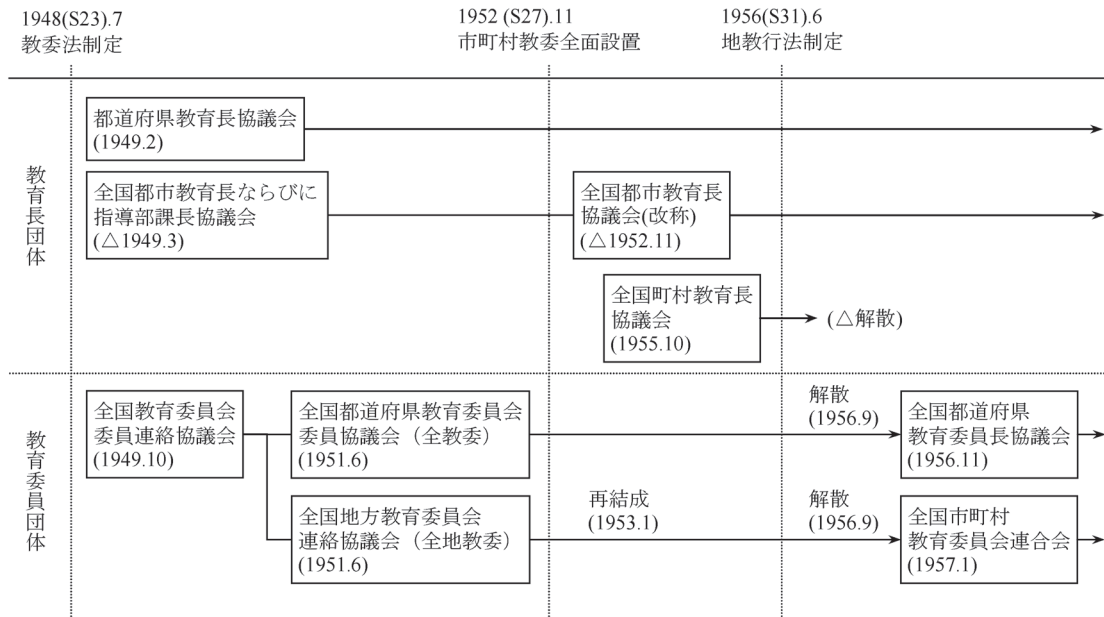 1948(S23).7
教委法制定
1952 (S27).11
市町村教委全面設置
1956(S31).6
地教行法制定
教育長団体
都道府県教育長協議会
(1949.2)
全国都市教育長ならびに
指導部課長協議会
(△1949.3)
全国都市教育長
協議会(改称)
(△1952.11)
全国町村教育長
協議会
(1955.10)
(△解散)
教育委員団体
全国教育委員会
委員連絡協議会
(1949.10)
全国都道府県教育委員会
委員協議会（全教委）
(1951.6)
解散
(1956.9)
全国都道府県
教育委員長協議会
(1956.11)
全国地方教育委員会
連絡協議会（全地教委）
(1951.6)
再結成
(1953.1)
解散
(1956.9)
全国市町村
教育委員会連合会
(1957.1)